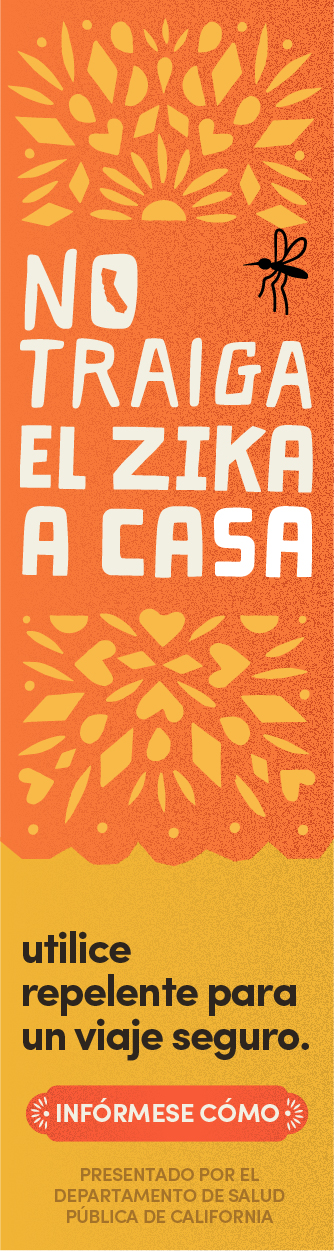 NO
TRAIGA
EL ZIKA
A CASA
utilice
repelente para
un viaje seguro.
INFÓRMESE CÓMO
PRESENTADO POR EL
DEPARTAMENTO DE SALUD
PÚBLICA DE CALIFORNIA